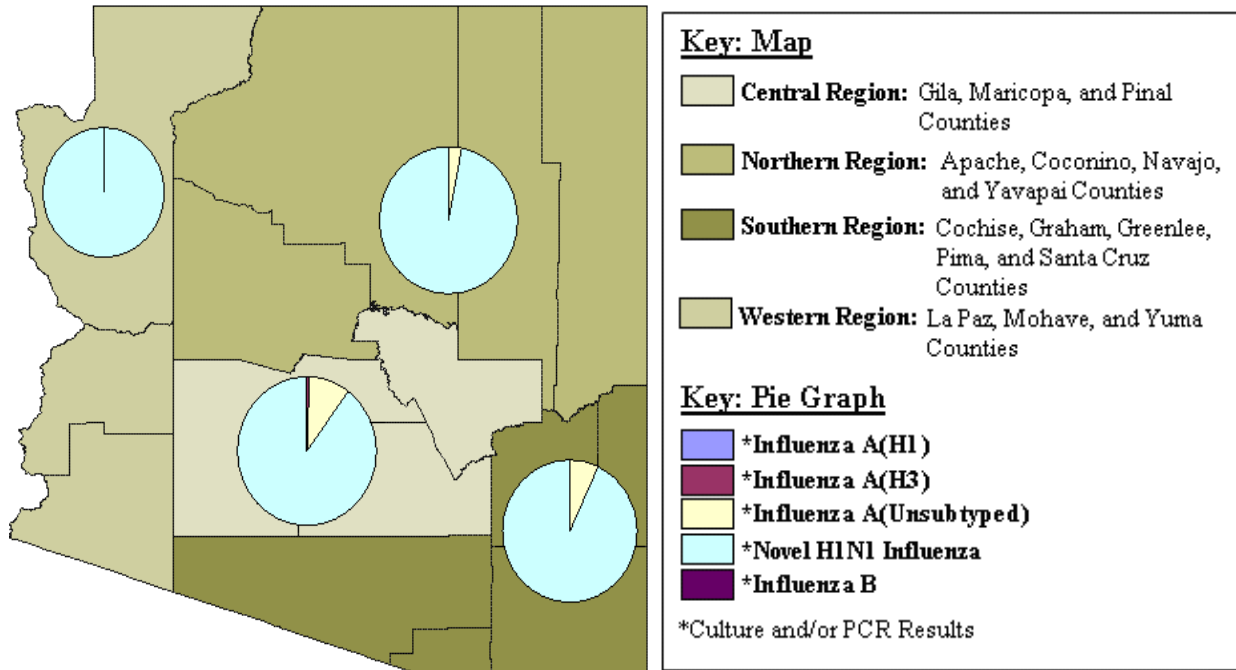 Key: Map
Central Region: Gila, Maricopa, and Pinal
Counties
Northern Region: Apache, Coconino, Navajo,
and Yavapai Counties
Southern Region: Cochise, Graham, Greenlee,
Pima, and Santa Cruz
Counties
Western Region: La Paz, Mohave, and Yuma
Counties
Key: Pie Graph
*Influenza A(H1)
*Influenza A(H3)
*Influenza A(Unsubtyped)
*Novel H1N1 Influenza
*Influenza B
*Culture and/or PCR Results